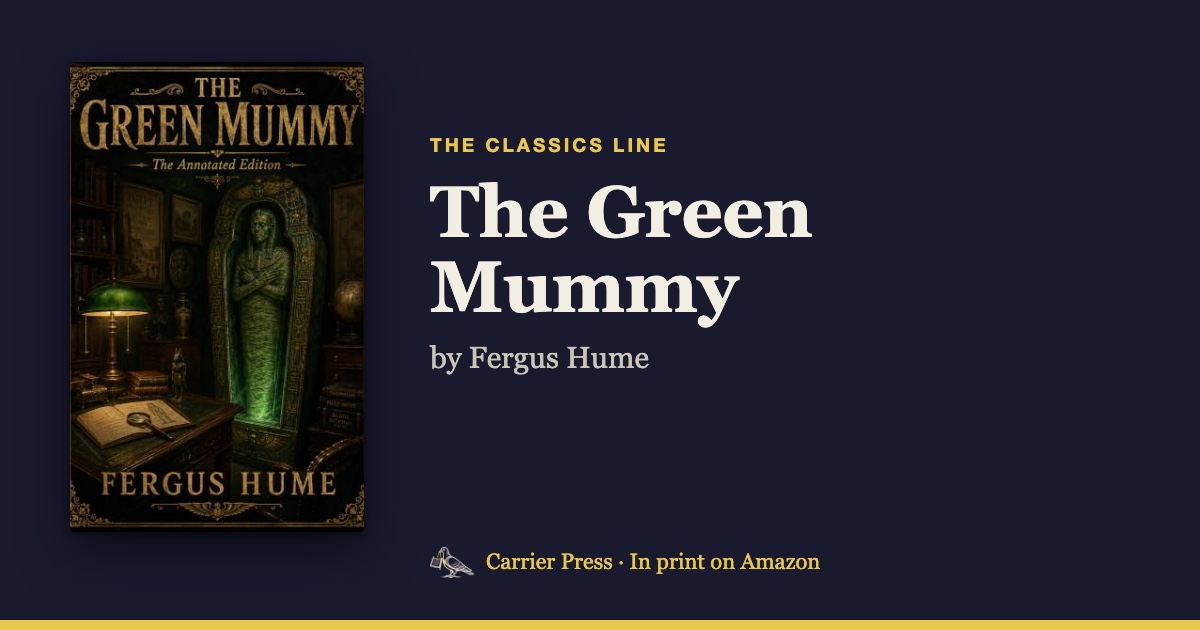 THE
GREEN MUMMY
The Annotated Edition
FERGUS HUME
THE CLASSICS LINE
The Green
Mummy
by Fergus Hume
Carrier Press · In print on Amazon